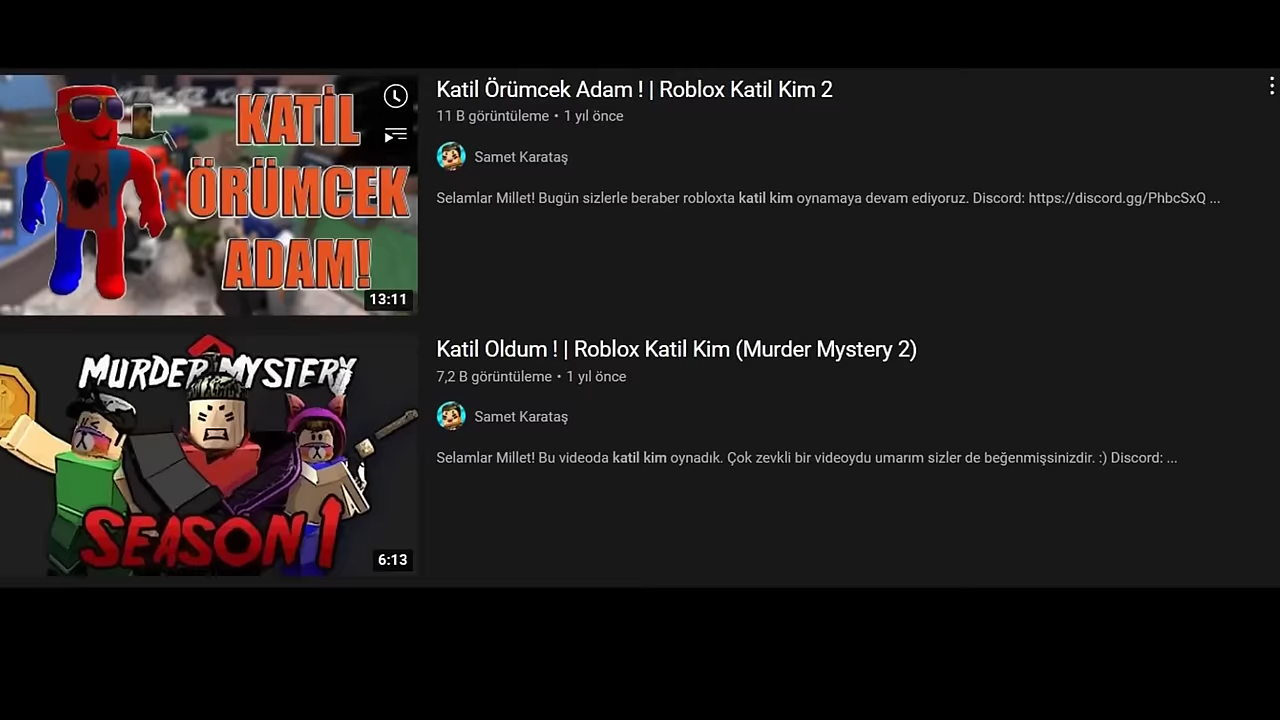 KATİL
ÖRÜMCEK
ADAM!
13:11
Katil Örümcek Adam ! | Roblox Katil Kim 2
11 B görüntüleme • 1 yıl önce
Samet Karataş
Selamlar Millet! Bugün sizlerle beraber robloxta katil kim oynamaya devam ediyoruz. Discord: https://discord.gg/PhbcSxQ ...
MURDER MYSTERY
SEASON 1
6:13
Katil Oldum ! | Roblox Katil Kim (Murder Mystery 2)
7,2 B görüntüleme • 1 yıl önce
Samet Karataş
Selamlar Millet! Bu videoda katil kim oynadık. Çok zevkli bir videoydu umarım sizler de beğenmişsinizdir. :) Discord: ...